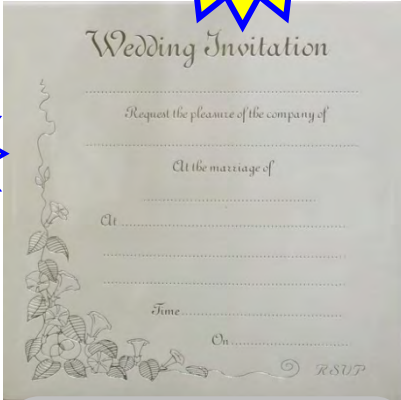 Wedding Invitation
Request the pleasure of the company of
At the marriage of
At
Time
On
RSVP